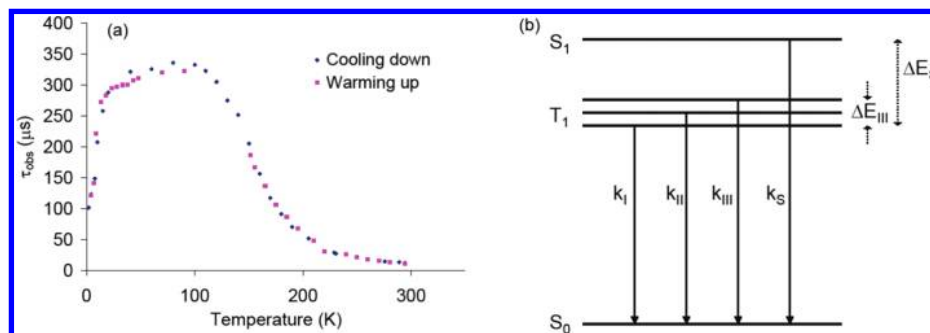 (a)
400
350
300
250
200
150
100
50
0
τobs (μs)
Cooling down
Warming up
0
100
200
300
Temperature (K)
(b)
S1
T1
S0
kI
kII
kIII
kS
ΔEIII